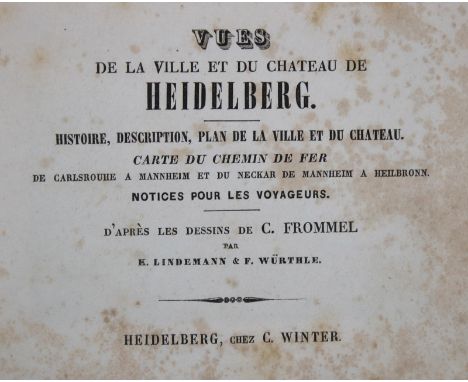 VUES
DE LA VILLE ET DU CHATEAU DE
HEIDELBERG.
HISTOIRE, DESCRIPTION, PLAN DE LA VILLE ET DU CHATEAU.
CARTE DU CHEMIN DE FER
DE CARLSROUHE A MANNHEIM ET DU NECKAR DE MANNHEIM A HEILBRONN.
NOTICES POUR LES VOYAGEURS.
D'APRÈS LES DESSINS DE C. FROMMEL
PAR
K. LINDEMANN & F. WÜRTHLE.
HEIDELBERG, CHEZ C. WINTER.